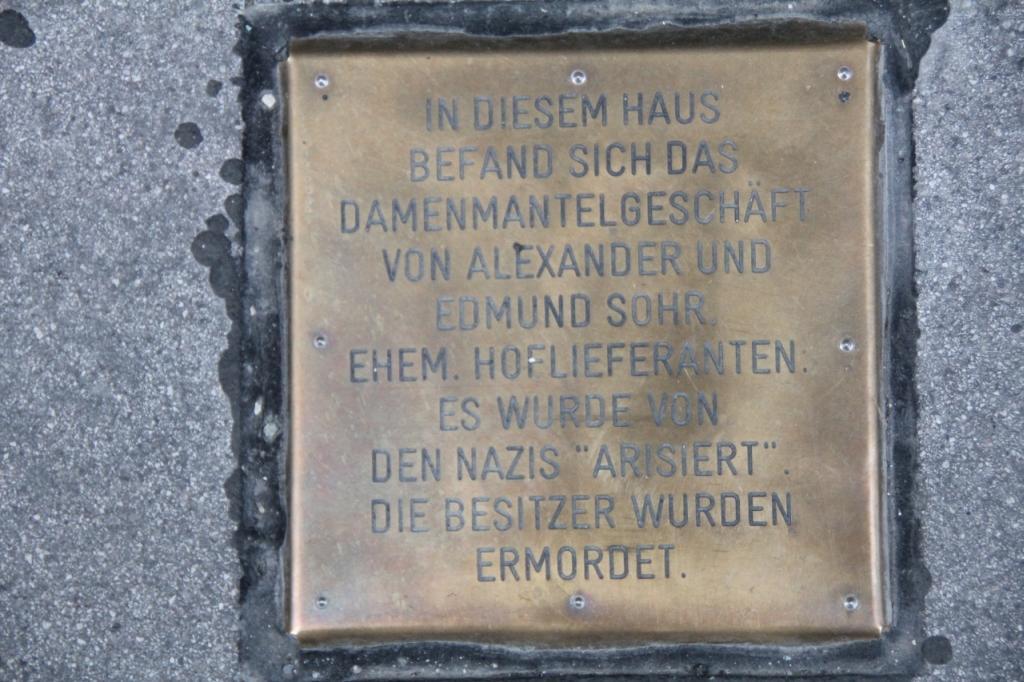 IN DIESEM HAUS
BEFAND SICH DAS
DAMENMANTELGESCHÄFT
VON ALEXANDER UND
EDMUND SOHR.
EHEM. HOFLIEFERANTEN.
ES WURDE VON
DEN NAZIS "ARISIERT".
DIE BESITZER WURDEN
ERMORDET.